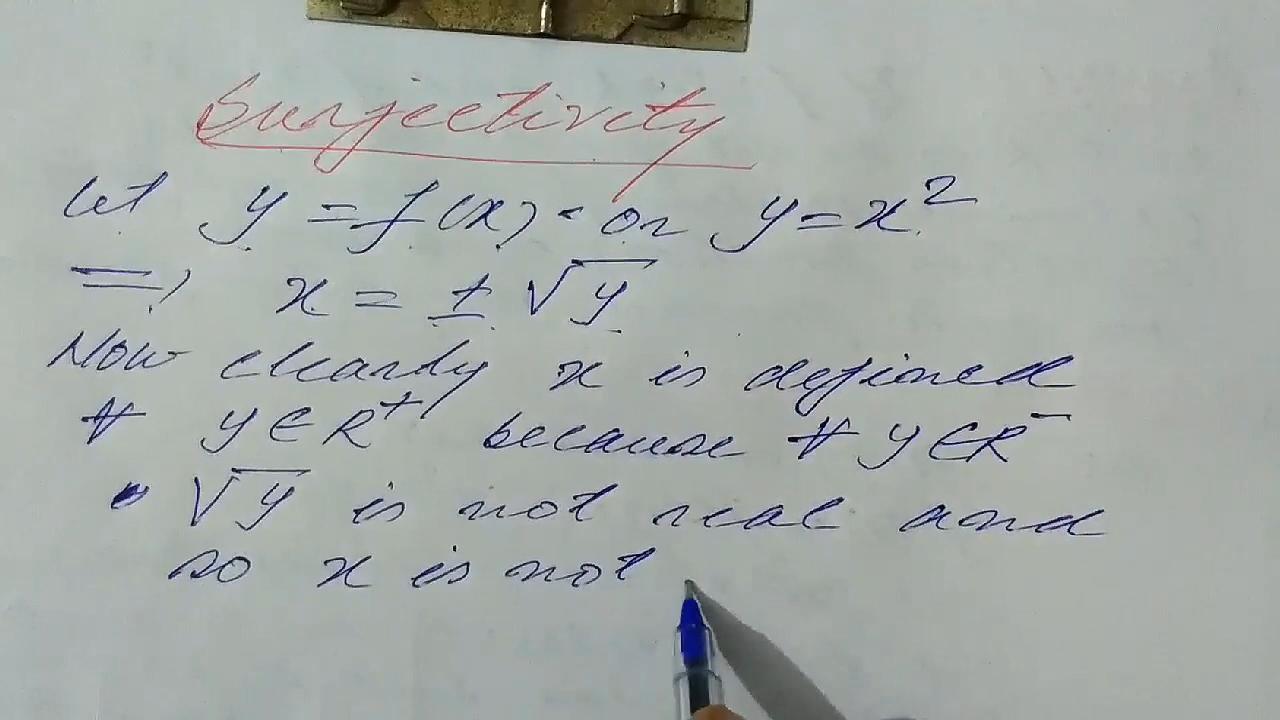 Surjectivity
Let y = f(x) or y = x²
⇒ x = ± √y
Now clearly x is defined
∀ y∈R⁺ because ∀ y∈R⁻
√y is not real and
so x is not